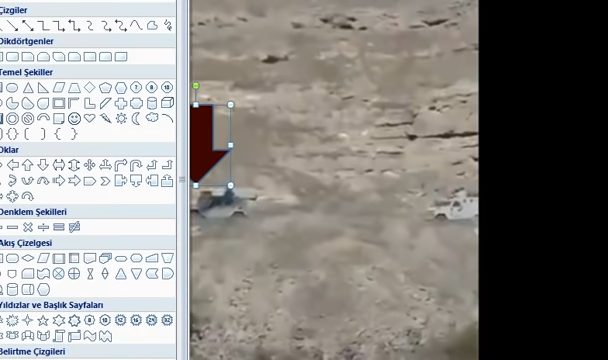 Çizgiler
Dikdörtgenler
Temel Şekiller
Oklar
Denklem Şekilleri
Akış Çizelgesi
Yıldızlar ve Başlık Sayfaları
Belirtme Çizgileri